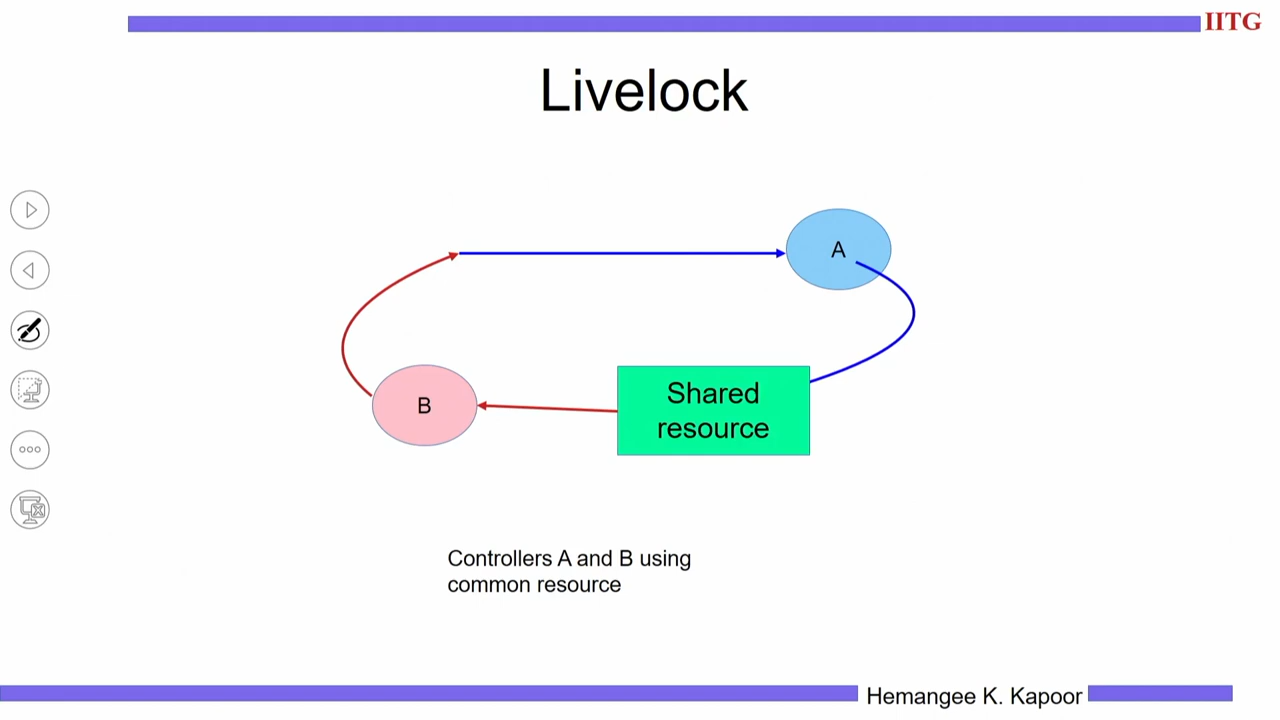 IITG
Livelock
A
B
Shared
resource
Controllers A and B using
common resource
Hemangee K. Kapoor